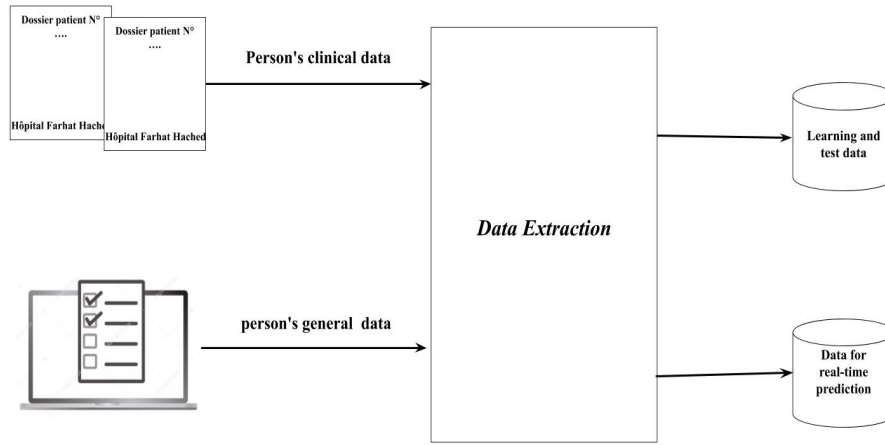 Dossier patient N°
….
Hôpital Farhat Hached
Dossier patient N°
….
Hôpital Farhat Hached
Person's clinical data
person's general data
Data Extraction
Learning and
test data
Data for
real-time
prediction